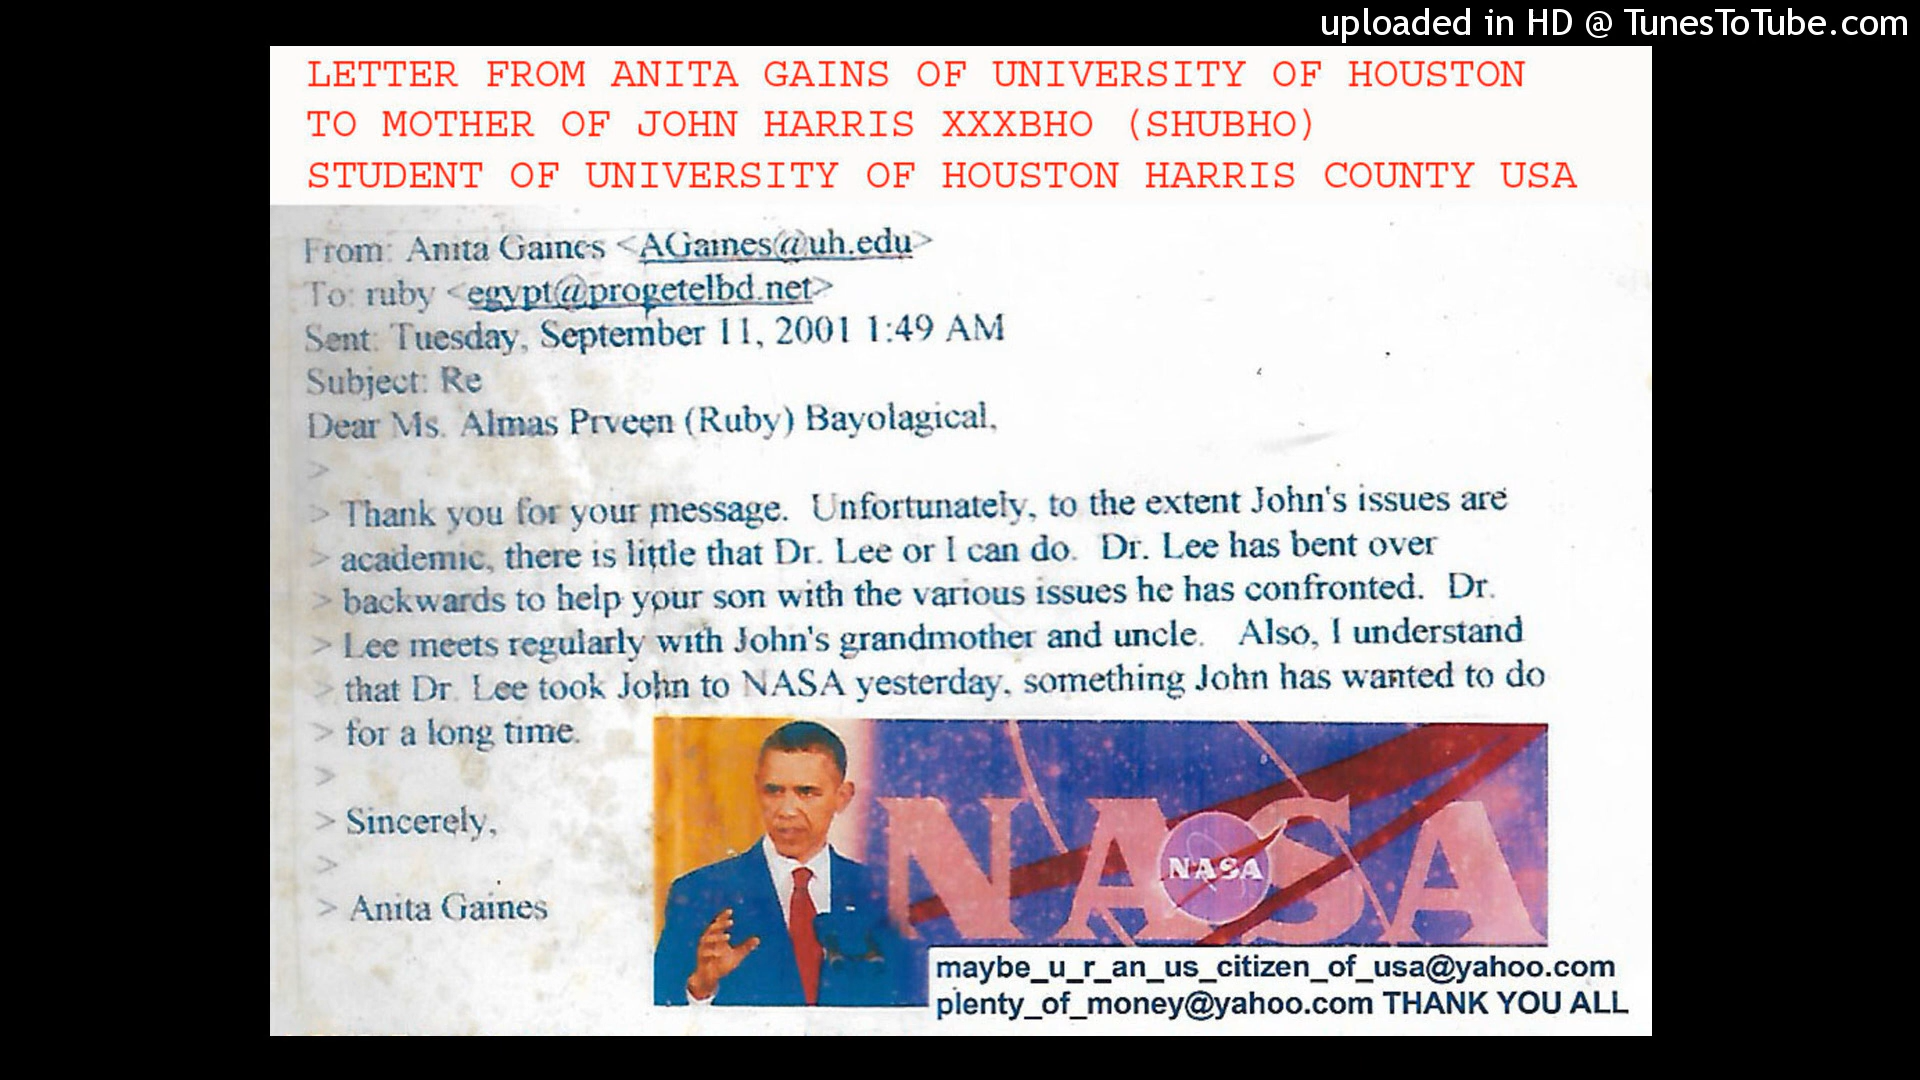 uploaded in HD @ TunesToTube.com
LETTER FROM ANITA GAINS OF UNIVERSITY OF HOUSTON
TO MOTHER OF JOHN HARRIS XXXBHO (SHUBHO)
STUDENT OF UNIVERSITY OF HOUSTON HARRIS COUNTY USA
From: Anita Gaines <AGaines@uh.edu>
To: ruby <egypt@progetelbd.net>
Sent: Tuesday, September 11, 2001 1:49 AM
Subject: Re
Dear Ms. Almas Prveen (Ruby) Bayolagical,
>
> Thank you for your message. Unfortunately, to the extent John's issues are
> academic, there is little that Dr. Lee or I can do. Dr. Lee has bent over
> backwards to help your son with the various issues he has confronted. Dr.
> Lee meets regularly with John's grandmother and uncle. Also, I understand
> that Dr. Lee took John to NASA yesterday, something John has wanted to do
> for a long time.
>
> Sincerely,
>
> Anita Gaines
NASA
NASA
maybe_u_r_an_us_citizen_of_usa@yahoo.com
plenty_of_money@yahoo.com THANK YOU ALL